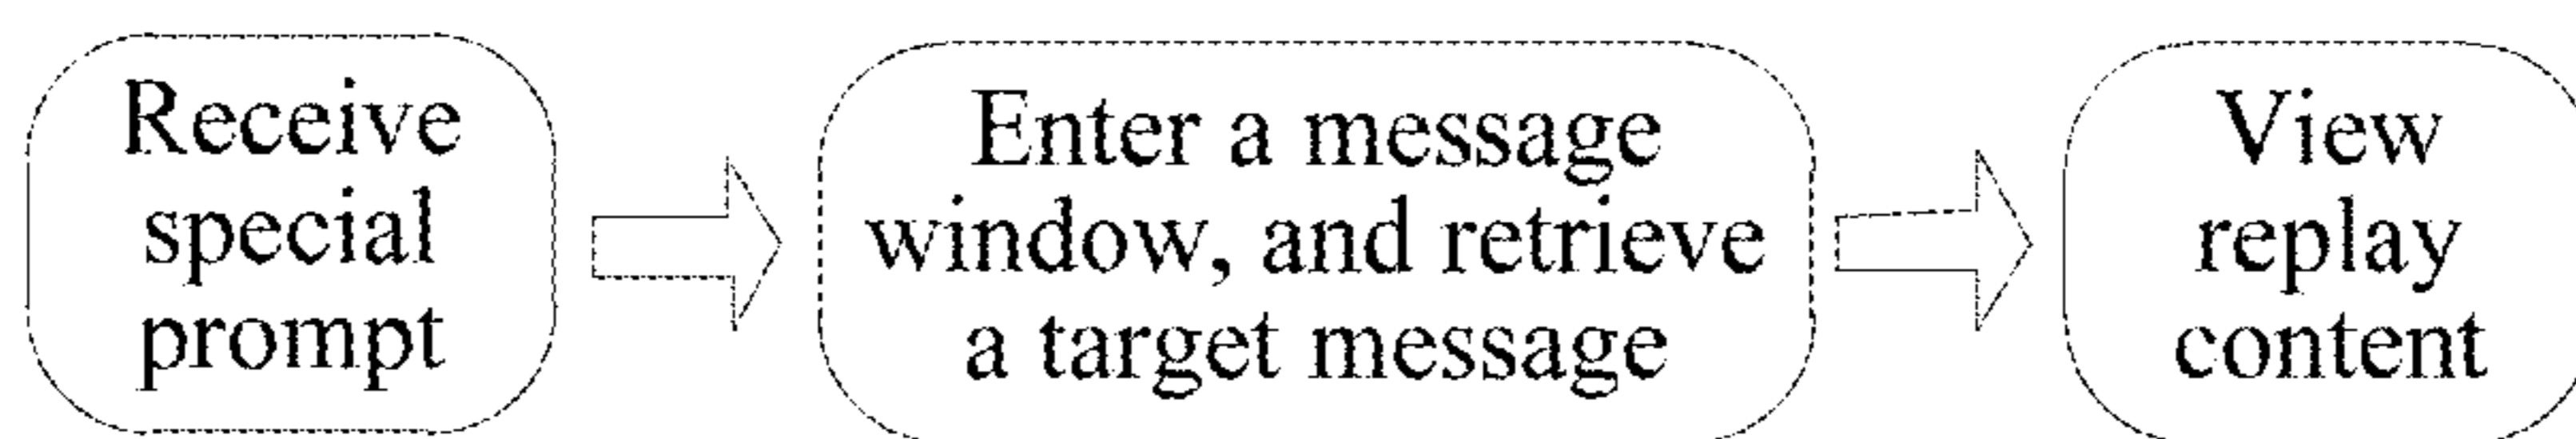 Receive
special
prompt
Enter a message
window, and retrieve
a target message
View
replay
content